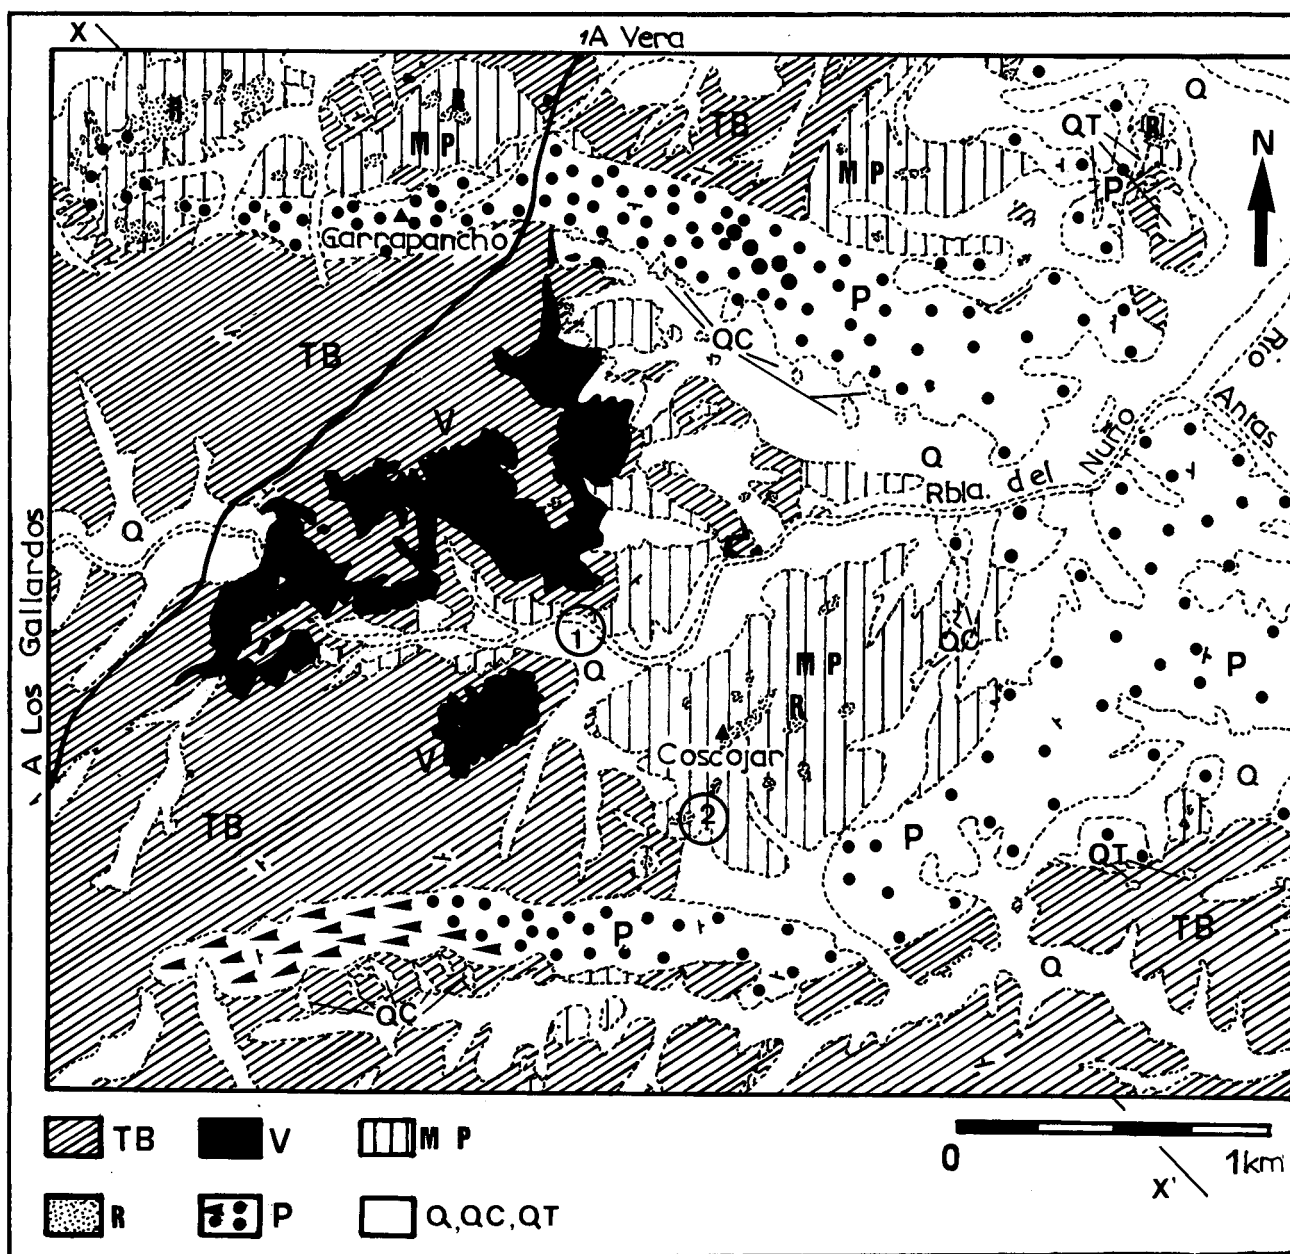 X
A Vera
Q
QT
R
N
R
R
TB
M P
M P
P
Garrapancho
P
TB
QC
Río
Antas
V
Q
Nuño
Rbla. del
Q
A Los Gallardos
1
QC
Q
M P
P
R
V
Coscojar
Q
2
TB
P
QT
P
TB
Q
QC
TB
V
M P
0
1km
X'
R
P
Q,QC,QT